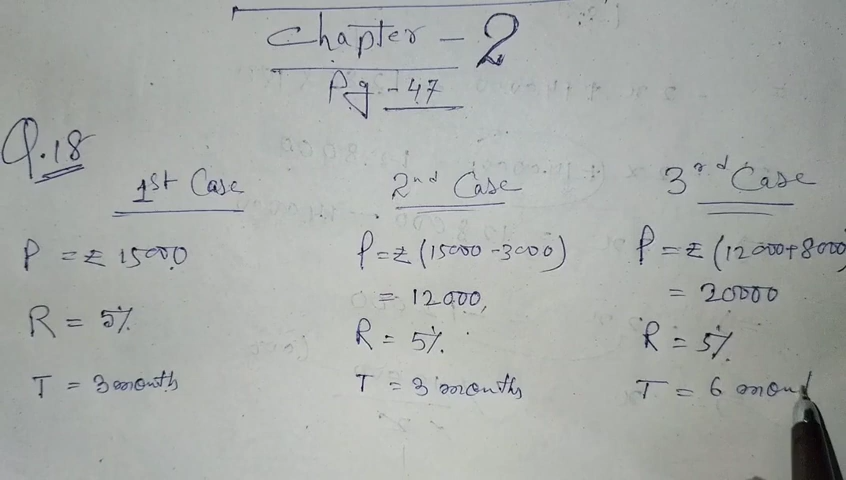 Chapter - 2
Pg - 47
Q.18
1st Case
P = ₹ 15000
R = 5%
T = 3 months
2nd Case
P = ₹ (15000 - 3000)
= 12000
R = 5%
T = 3 months
3rd Case
P = ₹ (12000 + 8000)
= 20000
R = 5%
T = 6 mont